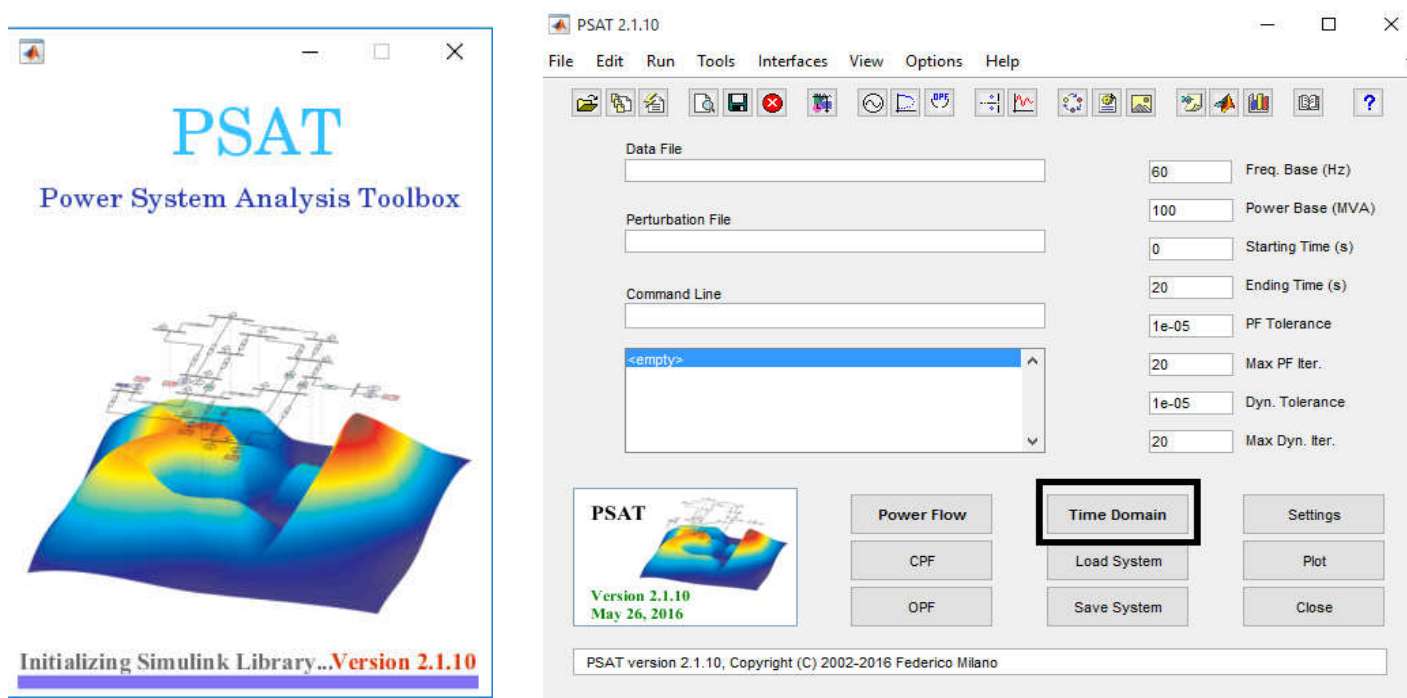 PSAT
Power System Analysis Toolbox
Initializing Simulink Library...Version 2.1.10
PSAT 2.1.10
File Edit Run Tools Interfaces View Options Help
OPF
?
Data File
60 Freq. Base (Hz)
100 Power Base (MVA)
Perturbation File
0 Starting Time (s)
20 Ending Time (s)
Command Line
1e-05 PF Tolerance
<empty>
20 Max PF Iter.
1e-05 Dyn. Tolerance
20 Max Dyn. Iter.
PSAT
Version 2.1.10
May 26, 2016
Power Flow Time Domain Settings
CPF Load System Plot
OPF Save System Close
PSAT version 2.1.10, Copyright (C) 2002-2016 Federico Milano